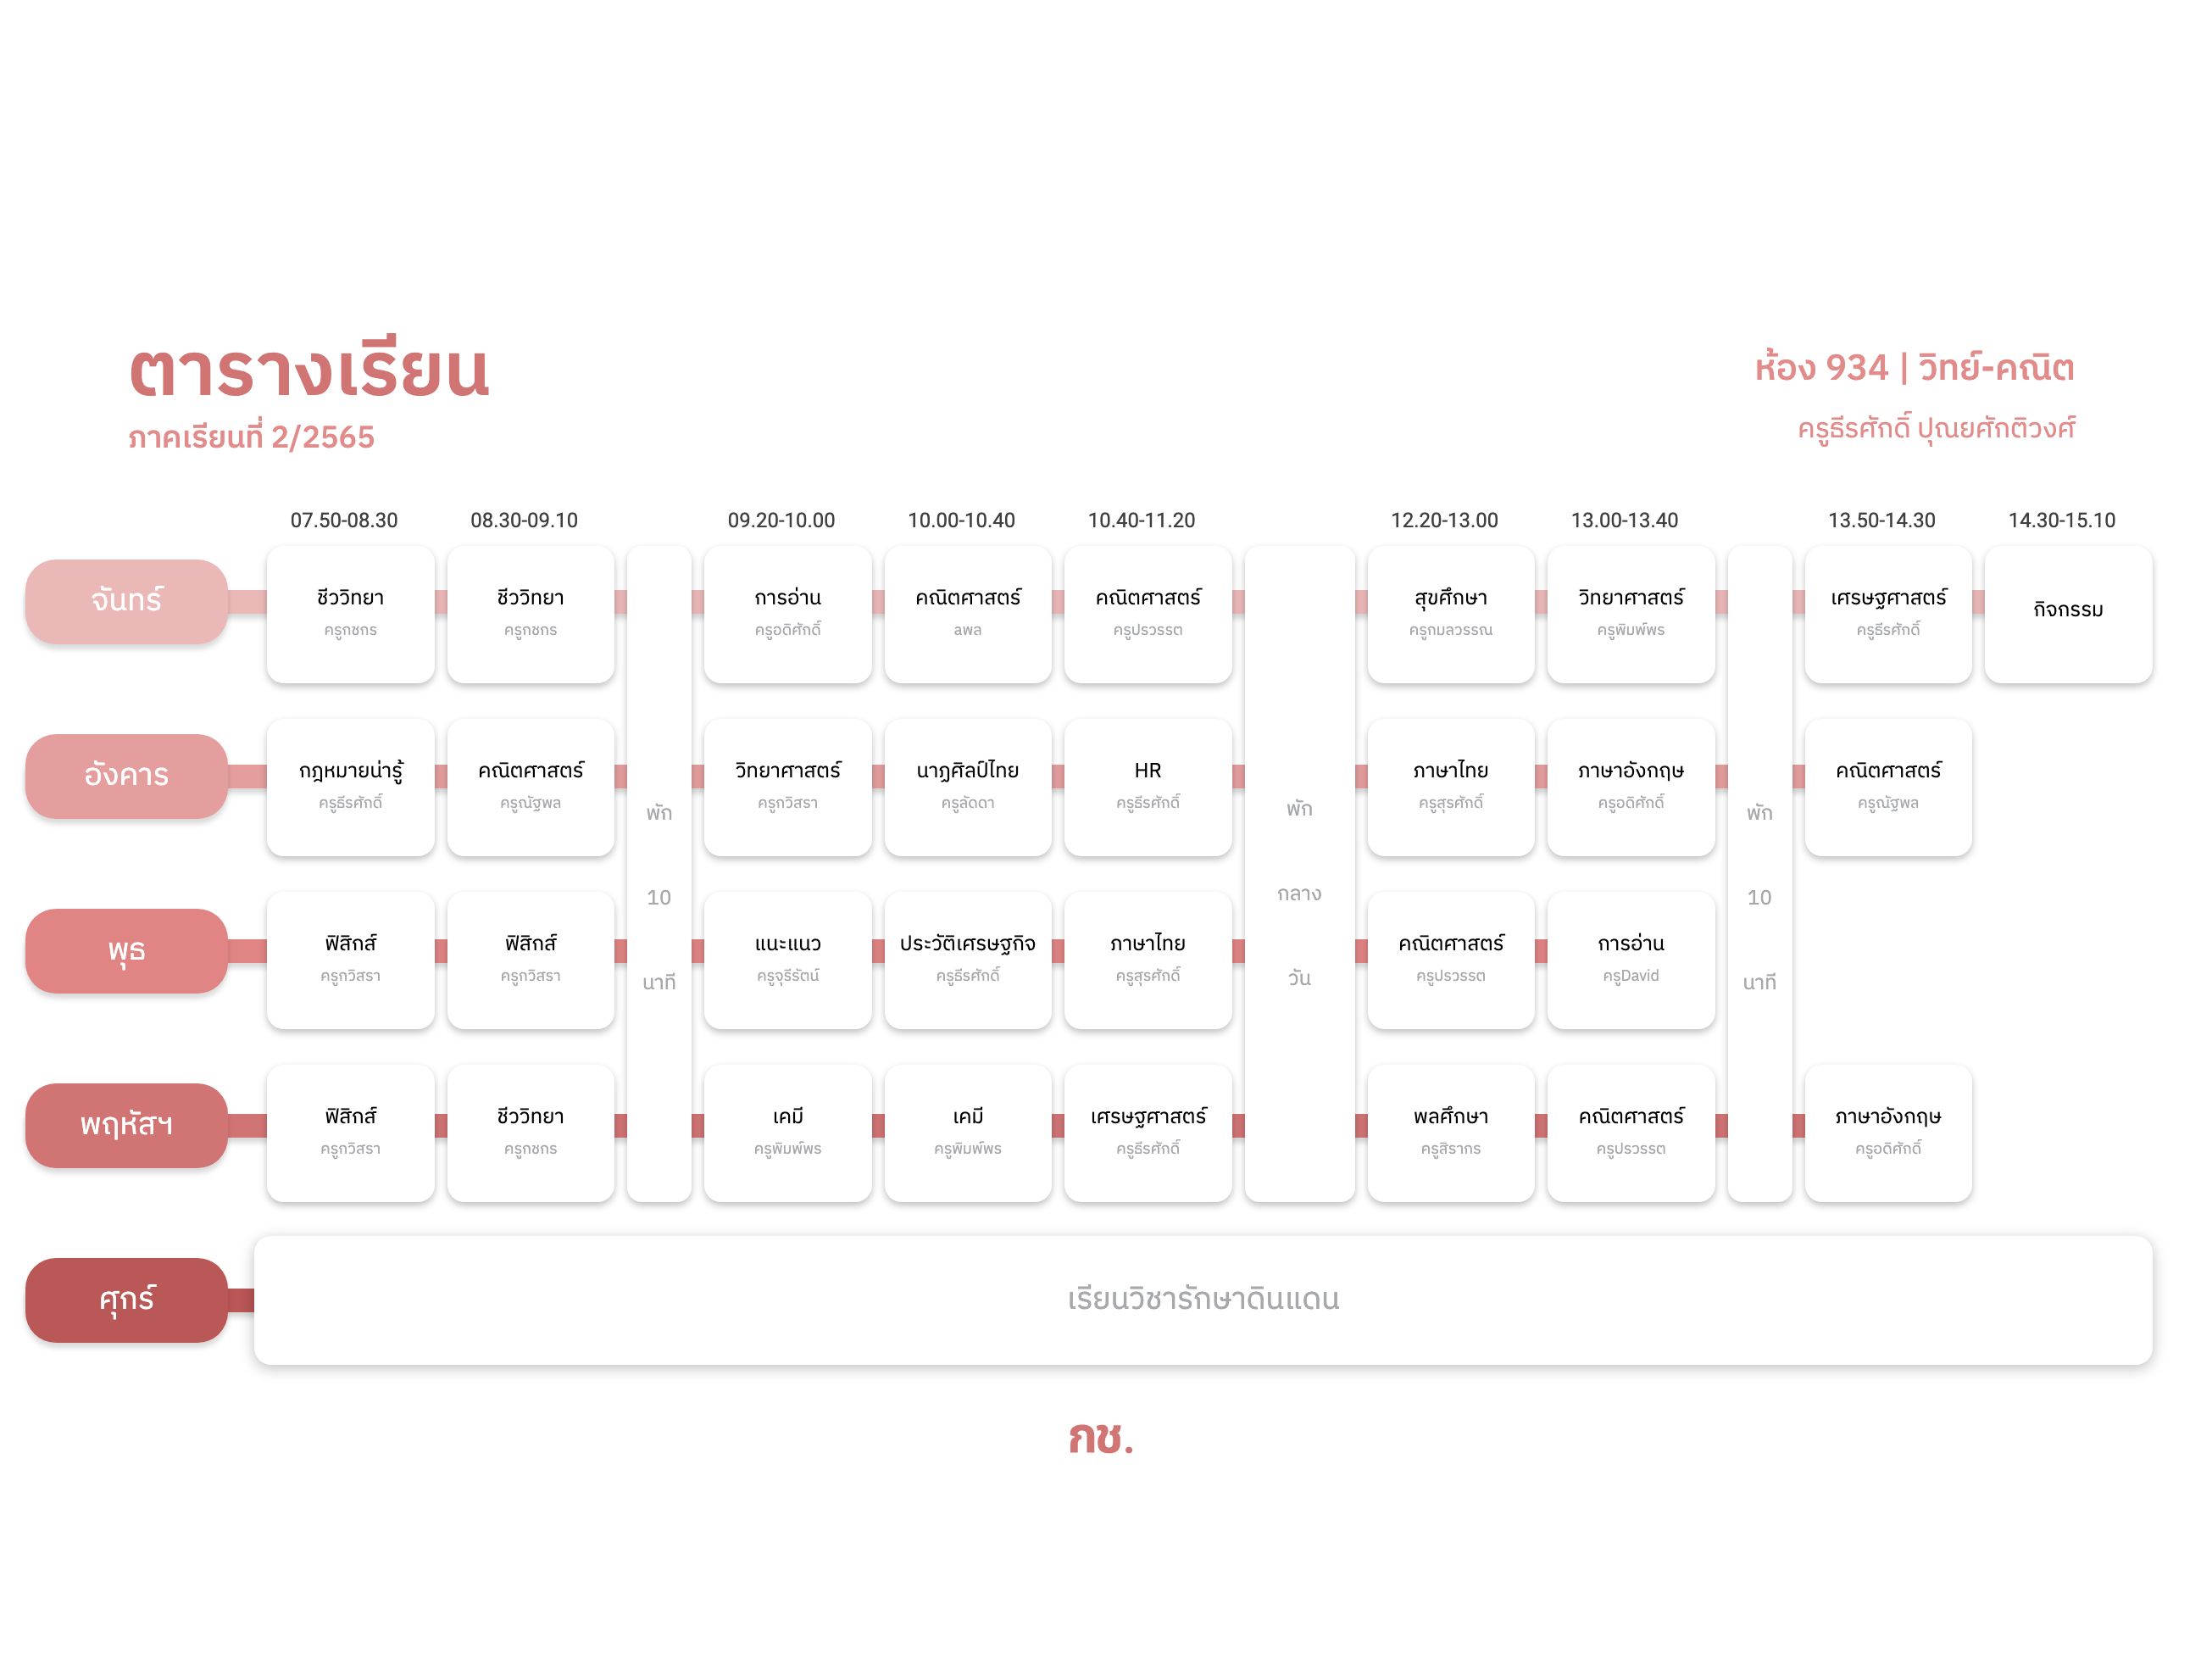 ตารางเรียน
ภาคเรียนที่ 2/2565
ห้อง 934 | วิทย์-คณิต
ครูธีรศักดิ์ ปุณยศักติวงศ์
07.50-08.30 08.30-09.10 09.20-10.00 10.00-10.40 10.40-11.20 12.20-13.00 13.00-13.40 13.50-14.30 14.30-15.10
จันทร์
ชีววิทยา ชีววิทยา การอ่าน คณิตศาสตร์ คณิตศาสตร์ สุขศึกษา วิทยาศาสตร์ เศรษฐศาสตร์ กิจกรรม
ครูกชกร ครูกชกร ครูอดิศักดิ์ aพล ครูปรวรรต ครูกมลวรรณ ครูพิมพ์พร ครูธีรศักดิ์
อังคาร
กฎหมายน่ารู้ คณิตศาสตร์ วิทยาศาสตร์ นาฏศิลป์ไทย HR ภาษาไทย ภาษาอังกฤษ คณิตศาสตร์
ครูธีรศักดิ์ ครูณัฐพล ครูกวิสรา ครูลัดดา ครูธีรศักดิ์ ครูสุรศักดิ์ ครูอดิศักดิ์ ครูณัฐพล
พัก
10
นาที
พัก
กลาง
วัน
พัก
10
นาที
พุธ
ฟิสิกส์ ฟิสิกส์ แนะแนว ประวัติเศรษฐกิจ ภาษาไทย คณิตศาสตร์ การอ่าน
ครูกวิสรา ครูกวิสรา ครูจุรีรัตน์ ครูธีรศักดิ์ ครูสุรศักดิ์ ครูปรวรรต ครูDavid
พฤหัสฯ
ฟิสิกส์ ชีววิทยา เคมี เคมี เศรษฐศาสตร์ พลศึกษา คณิตศาสตร์ ภาษาอังกฤษ
ครูกวิสรา ครูกชกร ครูพิมพ์พร ครูพิมพ์พร ครูธีรศักดิ์ ครูสิรากร ครูปรวรรต ครูอดิศักดิ์
ศุกร์
เรียนวิชารักษาดินแดน
กช.